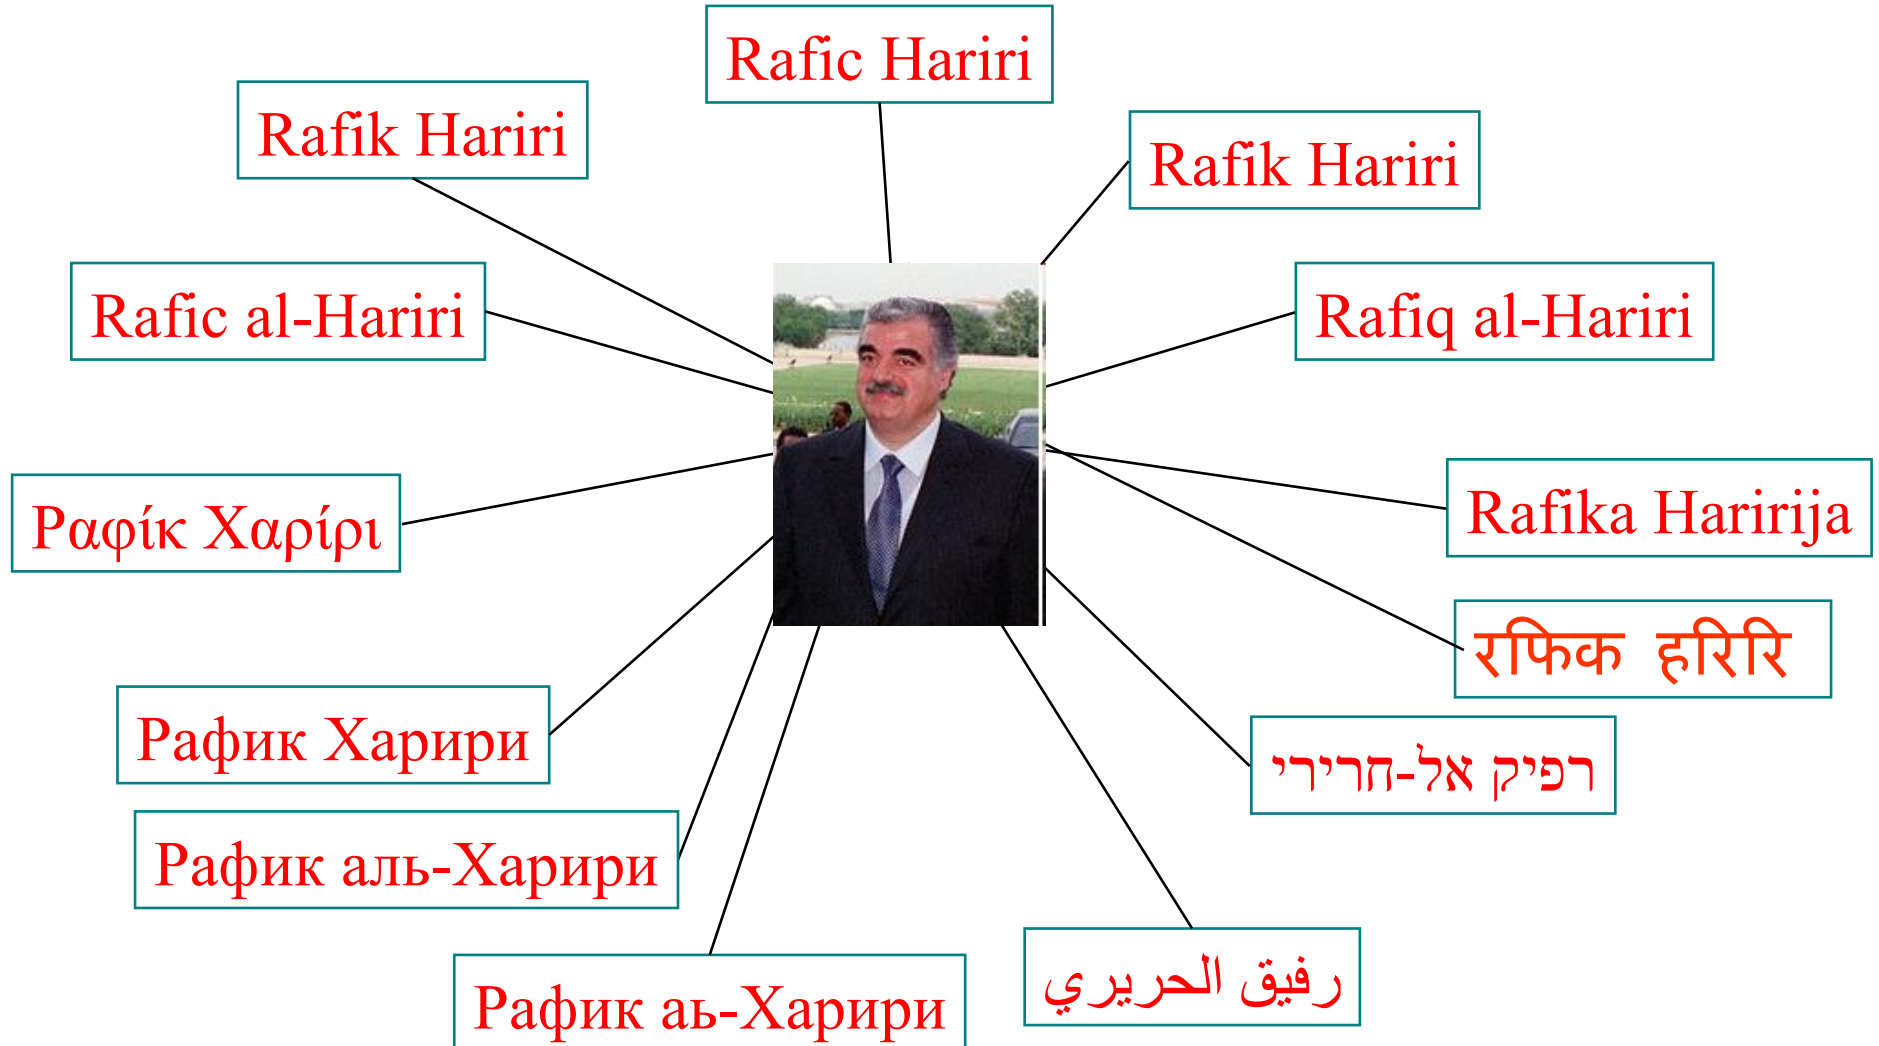 Rafic Hariri
Rafik Hariri
Rafik Hariri
Rafic al-Hariri
Rafiq al-Hariri
Ραφίκ Χαρίρι
Rafika Haririja
रफिक हरिरि
Рафик Харири
רפיק אל-חרירי
Рафик аль-Харири
Рафик аь-Харири
رفيق الحريري